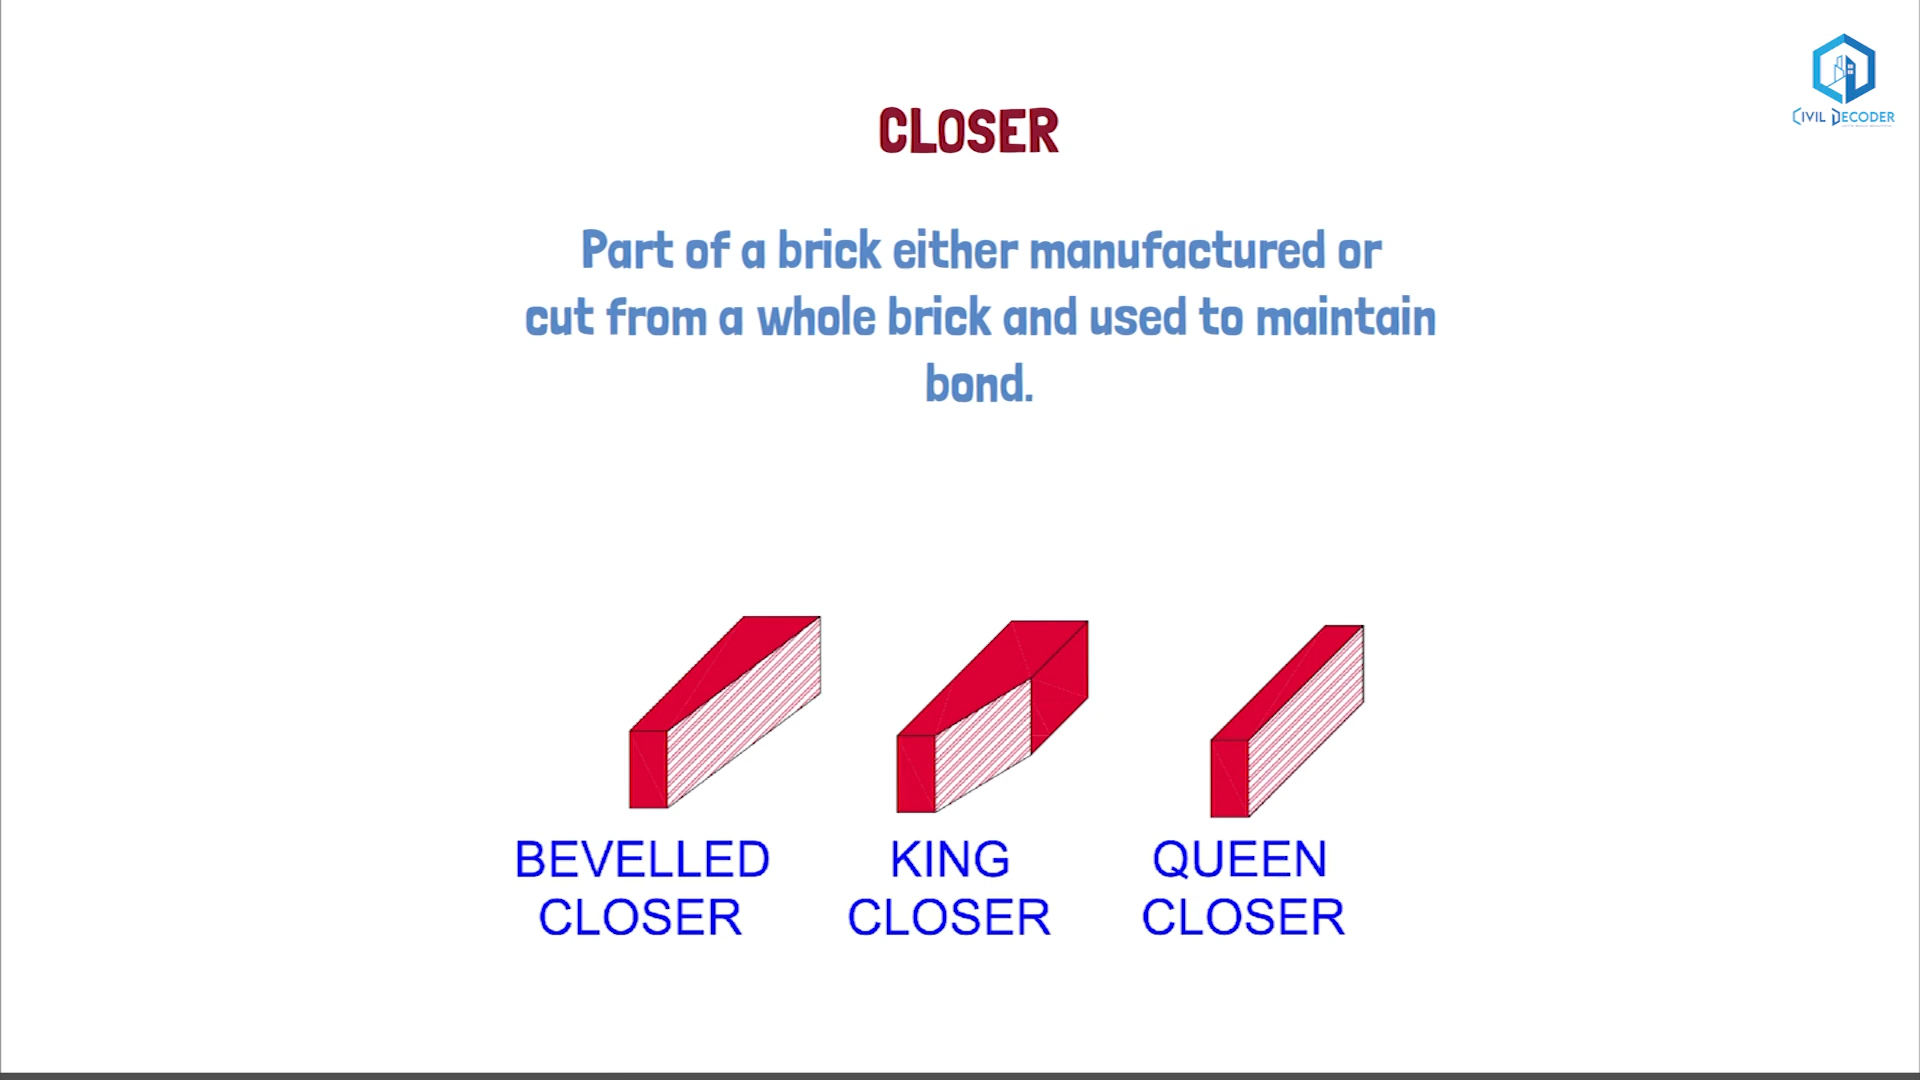 CIVIL DECODER
CLOSER
Part of a brick either manufactured or
cut from a whole brick and used to maintain
bond.
BEVELLED
CLOSER
KING
CLOSER
QUEEN
CLOSER